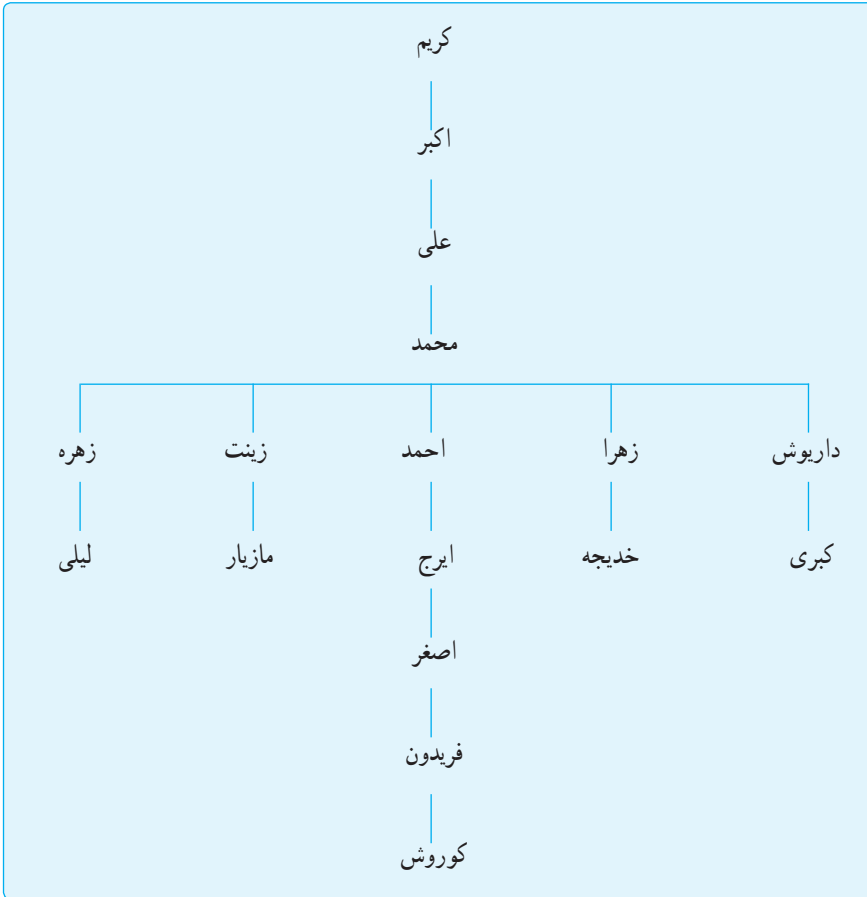 کریم
اکبر
علی
محمد
داریوش زهرا احمد زینت زهره
کبری خدیجه ایرج مازیار لیلی
اصغر
فریدون
کوروش